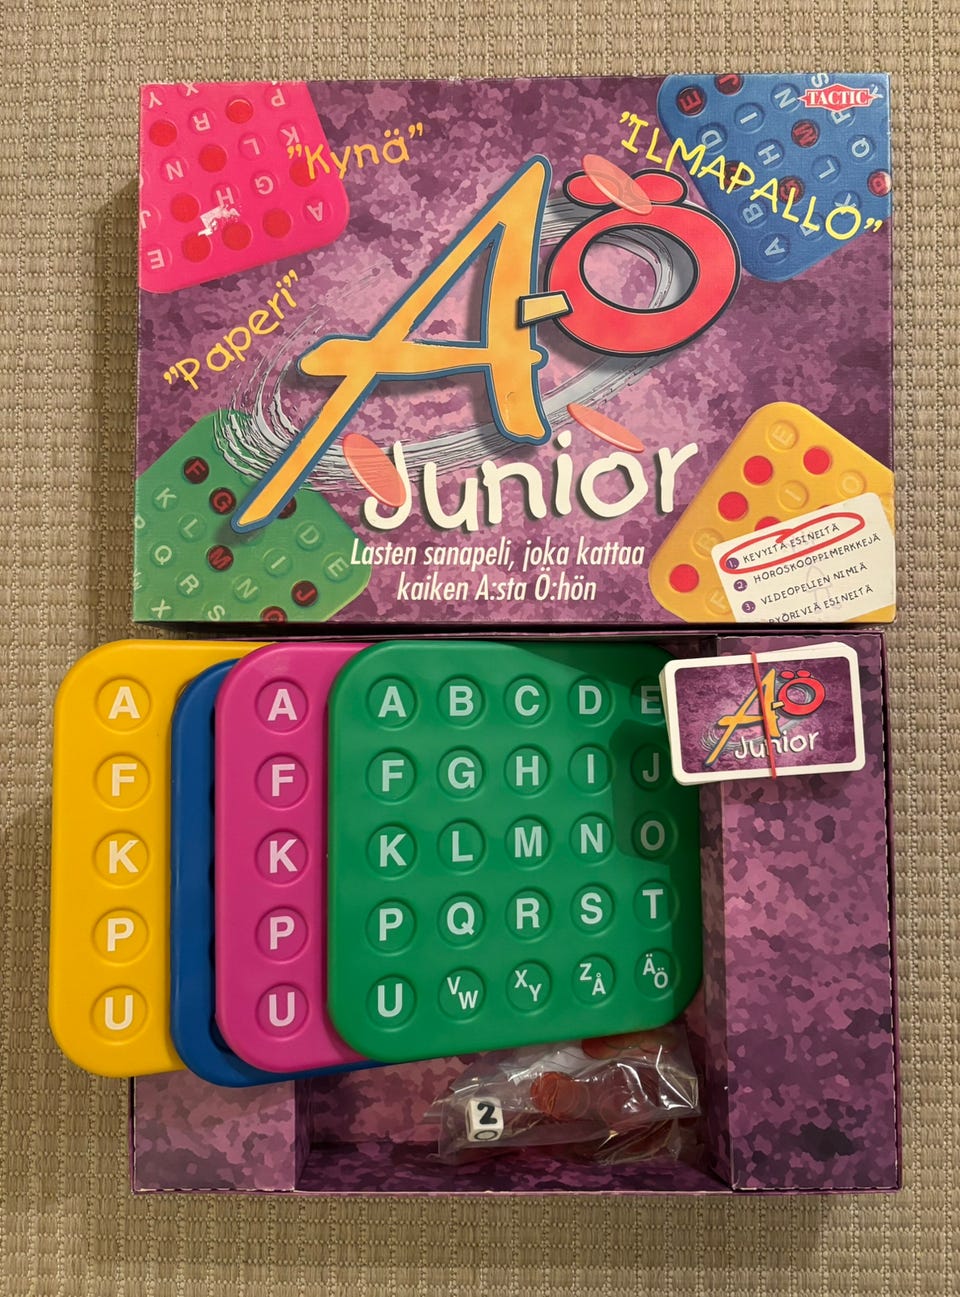 TACTIC
"Kynä"
"ILMAPALLO"
"Paperi"
A-Ö
Junior
Lasten sanapeli, joka kattaa
kaiken A:sta Ö:hön
1. KEVYITÄ ESINEITÄ
2. HOROSKOOPPIMERKKEJÄ
3. VIDEOPELIEN NIMIÄ
PYÖRIVIÄ ESINEITÄ
A
F
K
P
U
A
F
K
P
U
A B C D E
F G H I J
K L M N O
P Q R S T
U VW XY ZÅ ÄÖ
A-Ö
Junior
2